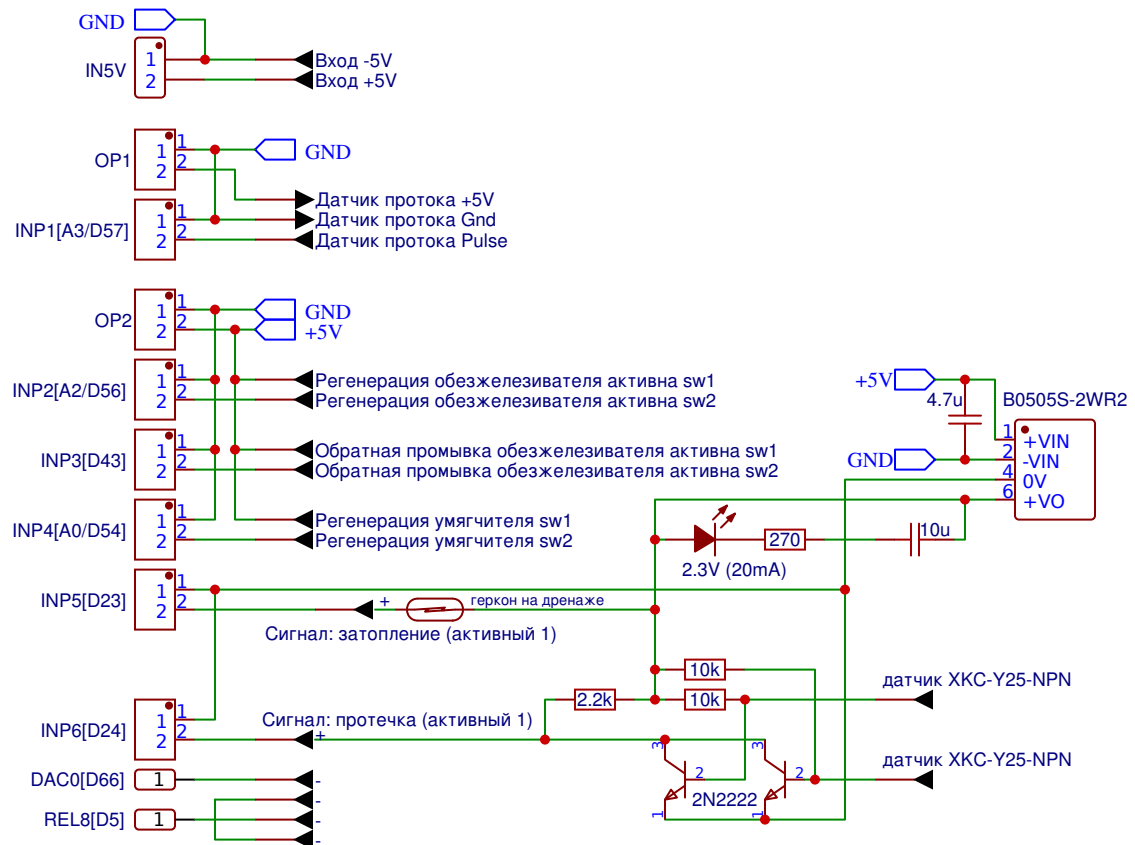 GND
IN5V
1
2
Вход -5V
Вход +5V
OP1
1
2
1
2
GND
Датчик протока +5V
INP1[A3/D57]
1
2
1
2
Датчик протока Gnd
Датчик протока Pulse
OP2
1
2
1
2
GND
+5V
INP2[A2/D56]
1
2
1
2
Регенерация обезжелезивателя активна sw1
Регенерация обезжелезивателя активна sw2
+5V
4.7u
B0505S-2WR2
INP3[D43]
1
2
1
2
Обратная промывка обезжелезивателя активна sw1
Обратная промывка обезжелезивателя активна sw2
GND
1
2
4
6
+VIN
-VIN
0V
+VO
INP4[A0/D54]
1
2
1
2
Регенерация умягчителя sw1
Регенерация умягчителя sw2
270
10u
2.3V (20mA)
INP5[D23]
1
2
1
2
+
геркон на дренаже
Сигнал: затопление (активный 1)
10k
2.2k
10k
датчик XKC-Y25-NPN
INP6[D24]
1
2
1
2
Сигнал: протечка (активный 1)
+
3
3
2
2
датчик XKC-Y25-NPN
2N2222
1
1
DAC0[D66]
1
-
-
REL8[D5]
1
-
-